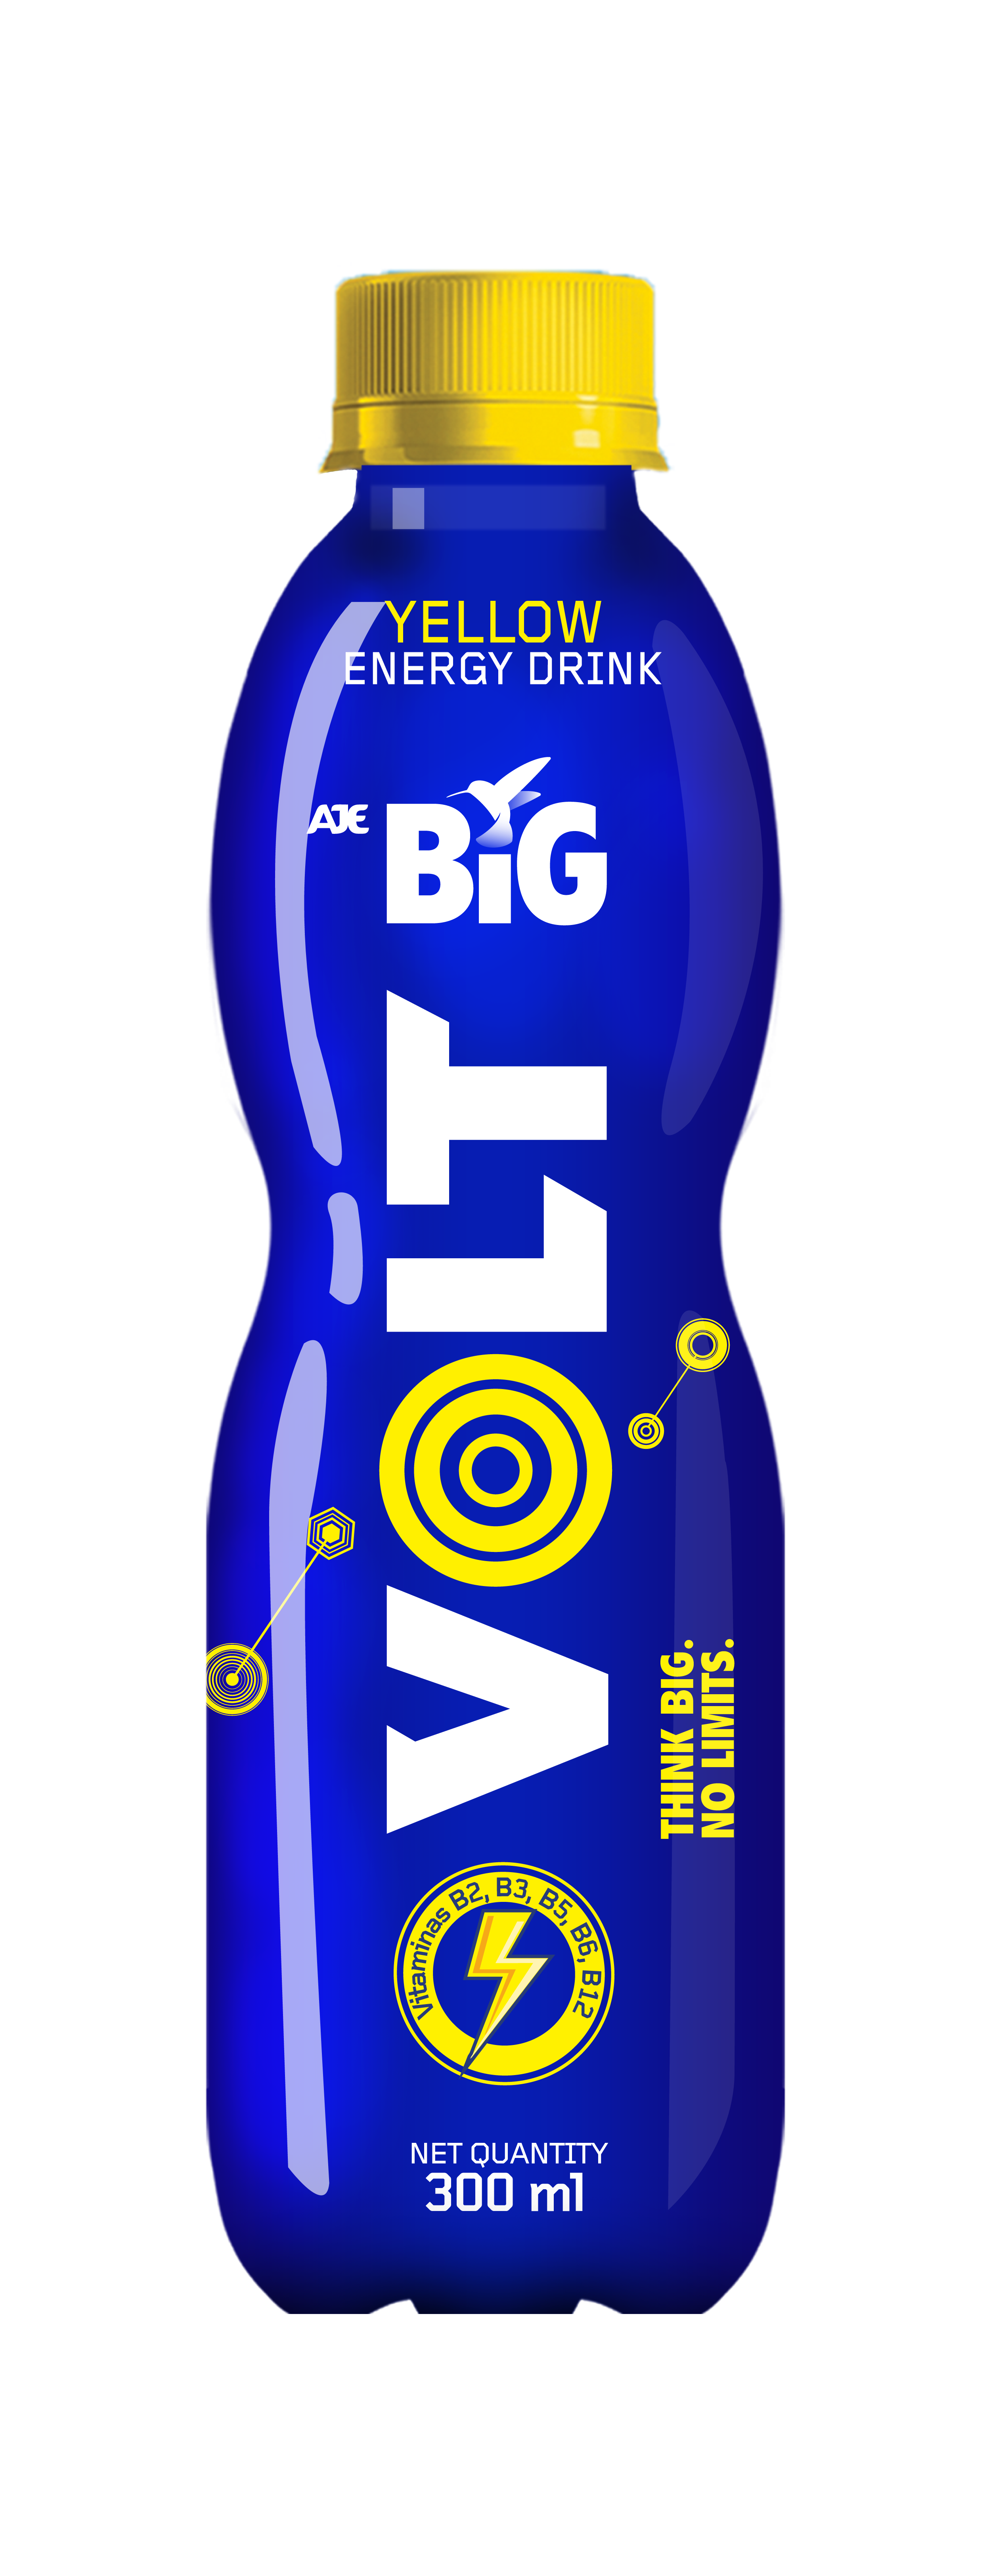 YELLOW
ENERGY DRINK
AJE
BiG
VOLT
THINK BIG.
NO LIMITS.
Vitaminas B2, B3, B5, B6, B12
NET QUANTITY
300 ml